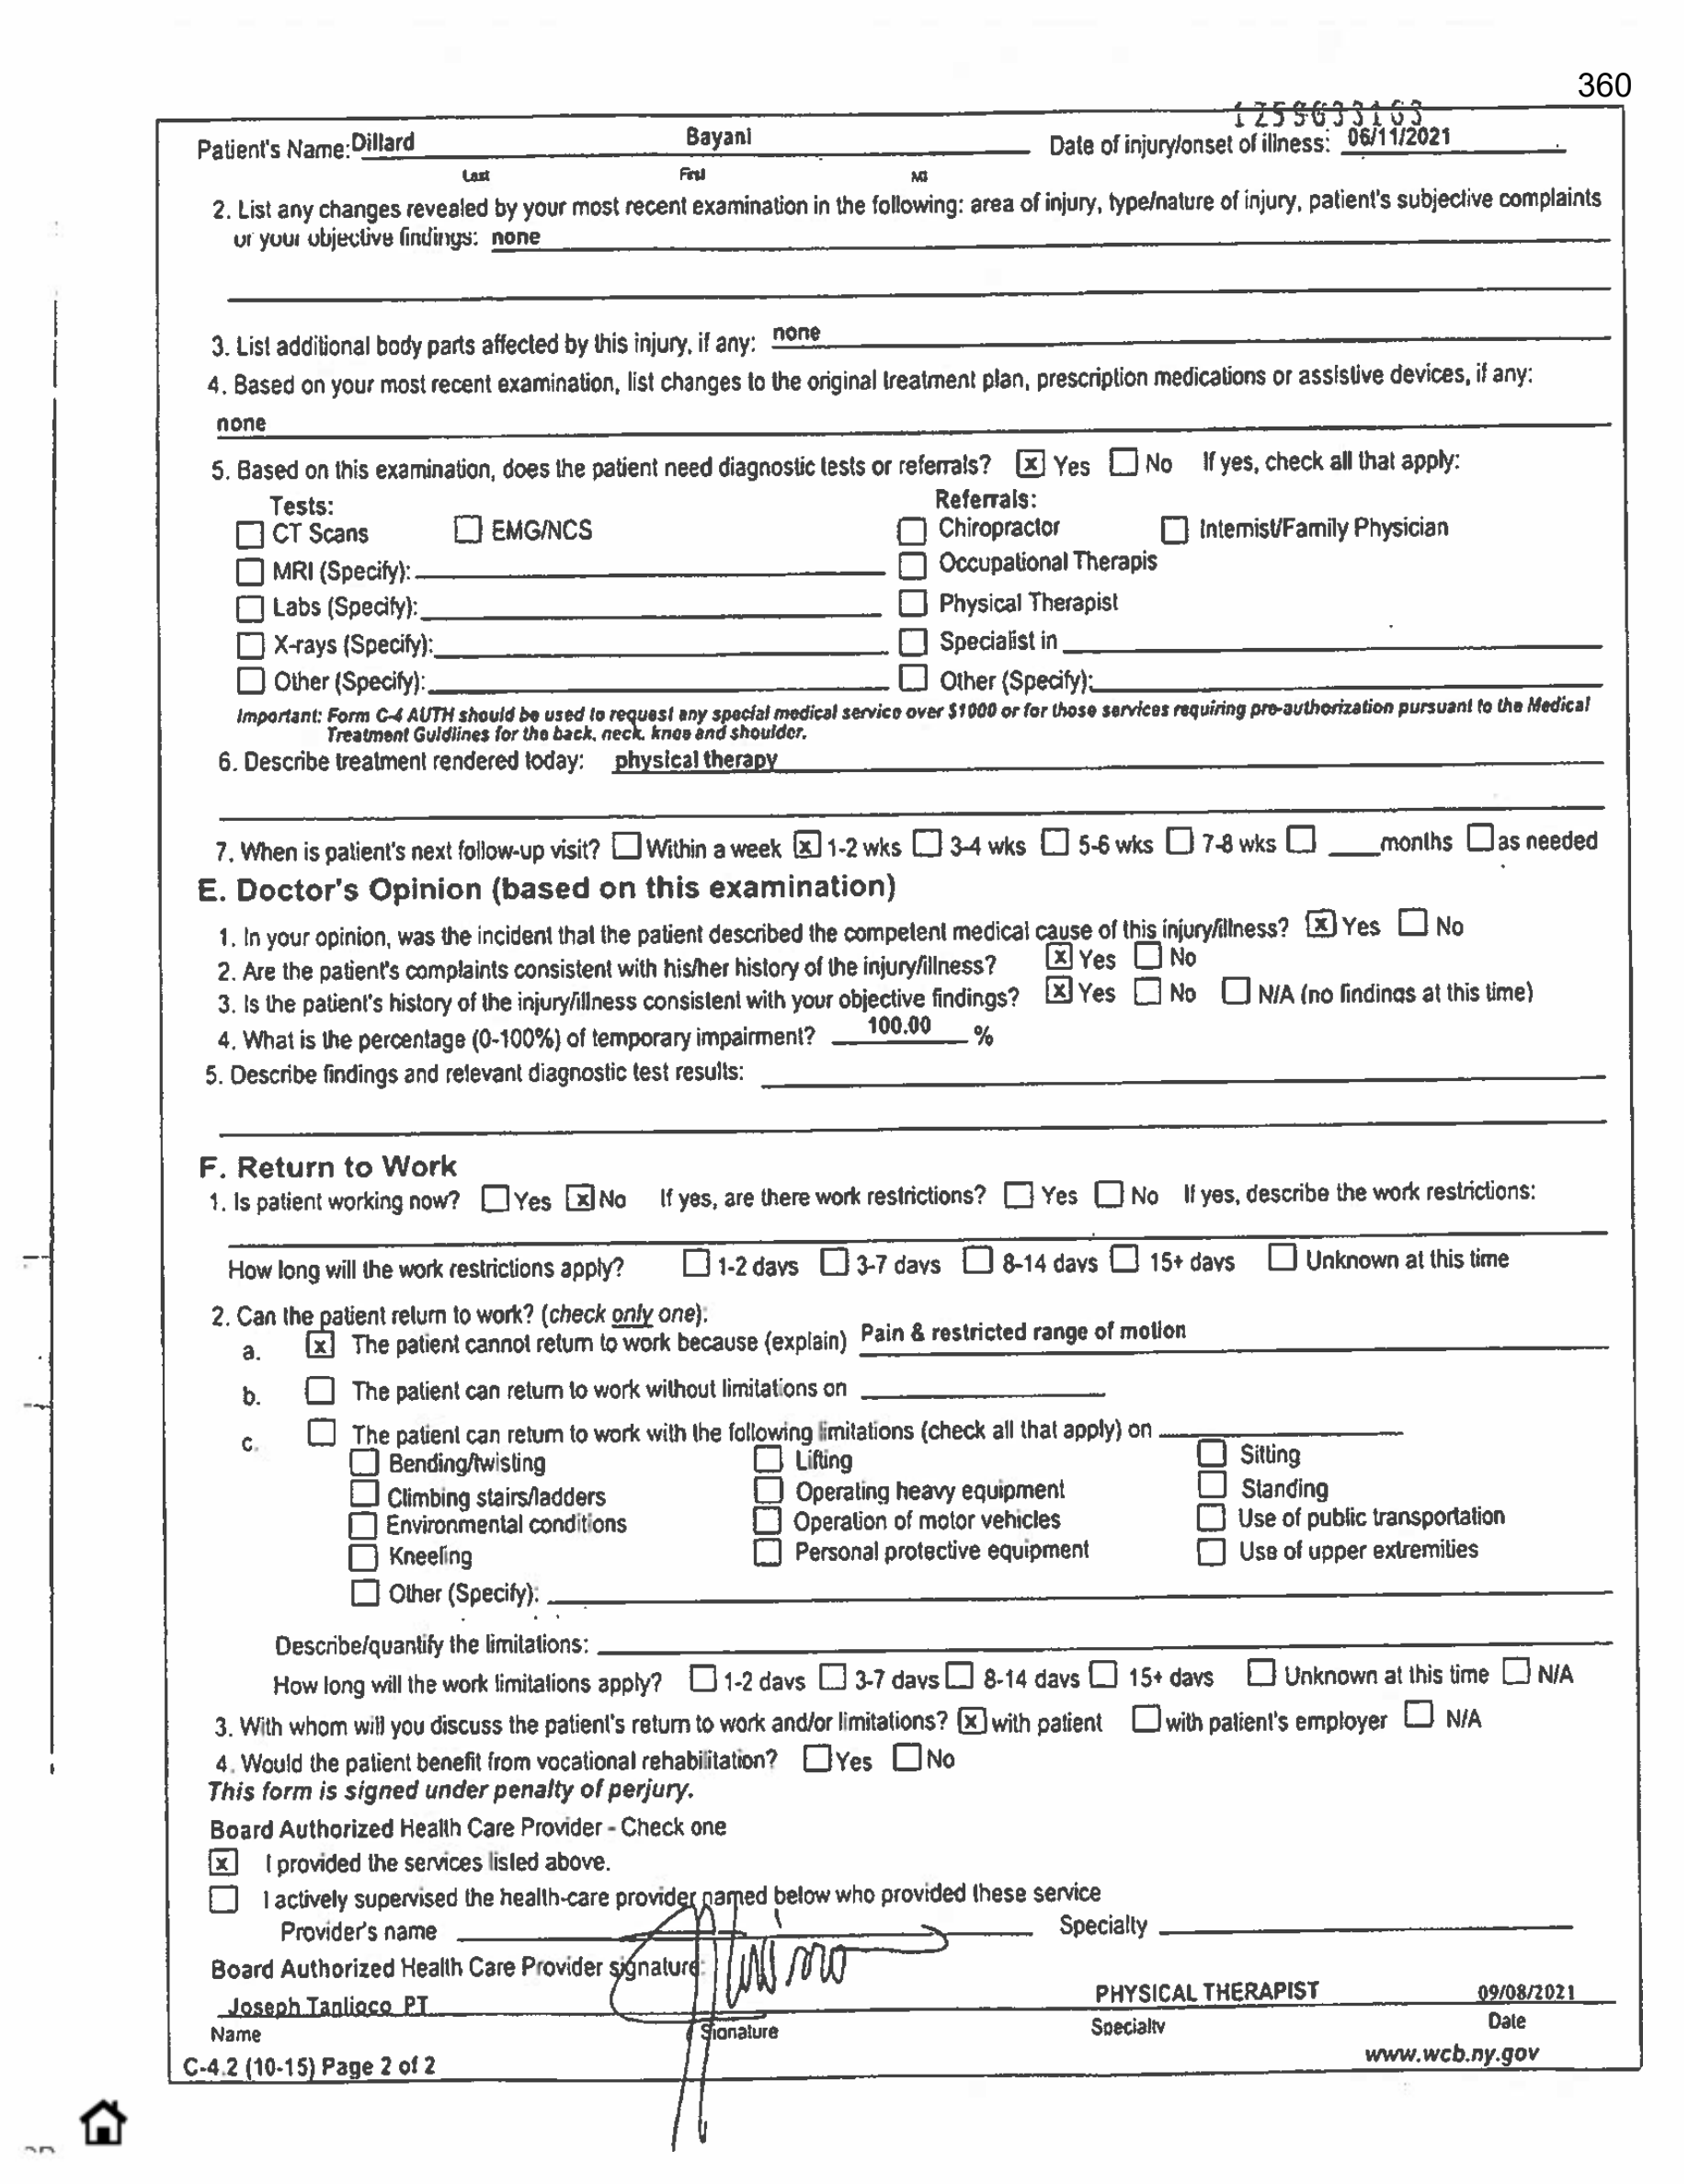 360
1259633163
Patient's Name: Dillard Bayani Date of injury/onset of illness: 06/11/2021
Last First MI
2. List any changes revealed by your most recent examination in the following: area of injury, type/nature of injury, patient's subjective complaints
or your objective findings: none
3. List additional body parts affected by this injury, if any: none
4. Based on your most recent examination, list changes to the original treatment plan, prescription medications or assistive devices, if any:
none
5. Based on this examination, does the patient need diagnostic tests or referrals? [x] Yes [ ] No If yes, check all that apply:
Tests: Referrals:
[ ] CT Scans [ ] EMG/NCS [ ] Chiropractor [ ] Internist/Family Physician
[ ] MRI (Specify): [ ] Occupational Therapis
[ ] Labs (Specify): [ ] Physical Therapist
[ ] X-rays (Specify): [ ] Specialist in
[ ] Other (Specify): [ ] Other (Specify):
Important: Form C-4 AUTH should be used to request any special medical service over $1000 or for those services requiring pre-authorization pursuant to the Medical
Treatment Guidlines for the back, neck, knee and shoulder.
6. Describe treatment rendered today: physical therapy
7. When is patient's next follow-up visit? [ ] Within a week [x] 1-2 wks [ ] 3-4 wks [ ] 5-6 wks [ ] 7-8 wks [ ] ___months [ ] as needed
E. Doctor's Opinion (based on this examination)
1. In your opinion, was the incident that the patient described the competent medical cause of this injury/illness? [x] Yes [ ] No
2. Are the patient's complaints consistent with his/her history of the injury/illness? [x] Yes [ ] No
3. Is the patient's history of the injury/illness consistent with your objective findings? [x] Yes [ ] No [ ] N/A (no findings at this time)
4. What is the percentage (0-100%) of temporary impairment? 100.00 %
5. Describe findings and relevant diagnostic test results:
F. Return to Work
1. Is patient working now? [ ] Yes [x] No If yes, are there work restrictions? [ ] Yes [ ] No If yes, describe the work restrictions:
How long will the work restrictions apply? [ ] 1-2 days [ ] 3-7 days [ ] 8-14 days [ ] 15+ days [ ] Unknown at this time
2. Can the patient return to work? (check only one):
a. [x] The patient cannot return to work because (explain) Pain & restricted range of motion
b. [ ] The patient can return to work without limitations on
c. [ ] The patient can return to work with the following limitations (check all that apply) on
[ ] Bending/twisting [ ] Lifting [ ] Sitting
[ ] Climbing stairs/ladders [ ] Operating heavy equipment [ ] Standing
[ ] Environmental conditions [ ] Operation of motor vehicles [ ] Use of public transportation
[ ] Kneeling [ ] Personal protective equipment [ ] Use of upper extremities
[ ] Other (Specify):
Describe/quantify the limitations:
How long will the work limitations apply? [ ] 1-2 days [ ] 3-7 days [ ] 8-14 days [ ] 15+ days [ ] Unknown at this time [ ] N/A
3. With whom will you discuss the patient's return to work and/or limitations? [x] with patient [ ] with patient's employer [ ] N/A
4. Would the patient benefit from vocational rehabilitation? [ ] Yes [ ] No
This form is signed under penalty of perjury.
Board Authorized Health Care Provider - Check one
[x] I provided the services listed above.
[ ] I actively supervised the health-care provider named below who provided these service
Provider's name Specialty
Board Authorized Health Care Provider signature:
Joseph Tanlioco PT PHYSICAL THERAPIST 09/08/2021
Name Signature Specialty Date
C-4.2 (10-15) Page 2 of 2 www.wcb.ny.gov